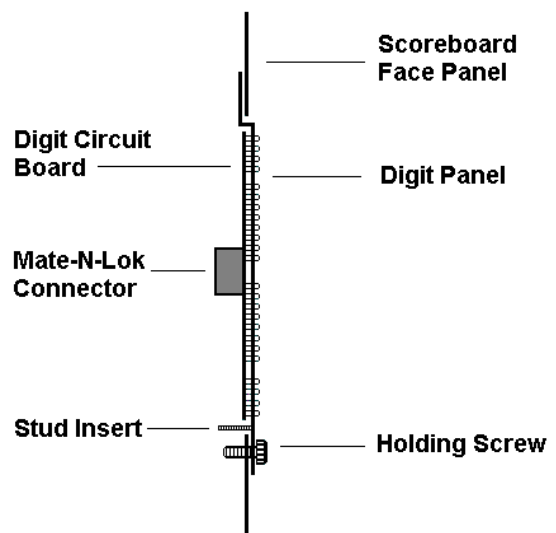 Scoreboard
Face Panel
Digit Circuit
Board
Digit Panel
Mate-N-Lok
Connector
Stud Insert
Holding Screw